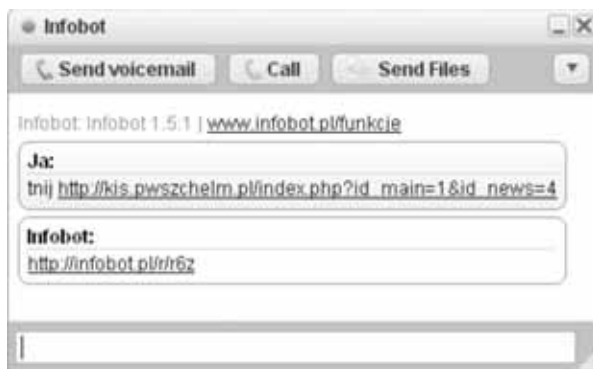 Infobot
Send voicemail Call Send Files
Infobot: Infobot 1.5.1 | www.infobot.pl/funkcje
Ja:
tnij http://kis.pwszchelm.pl/index.php?id_main=1&id_news=4
Infobot:
http://infobot.pl/r/r6z